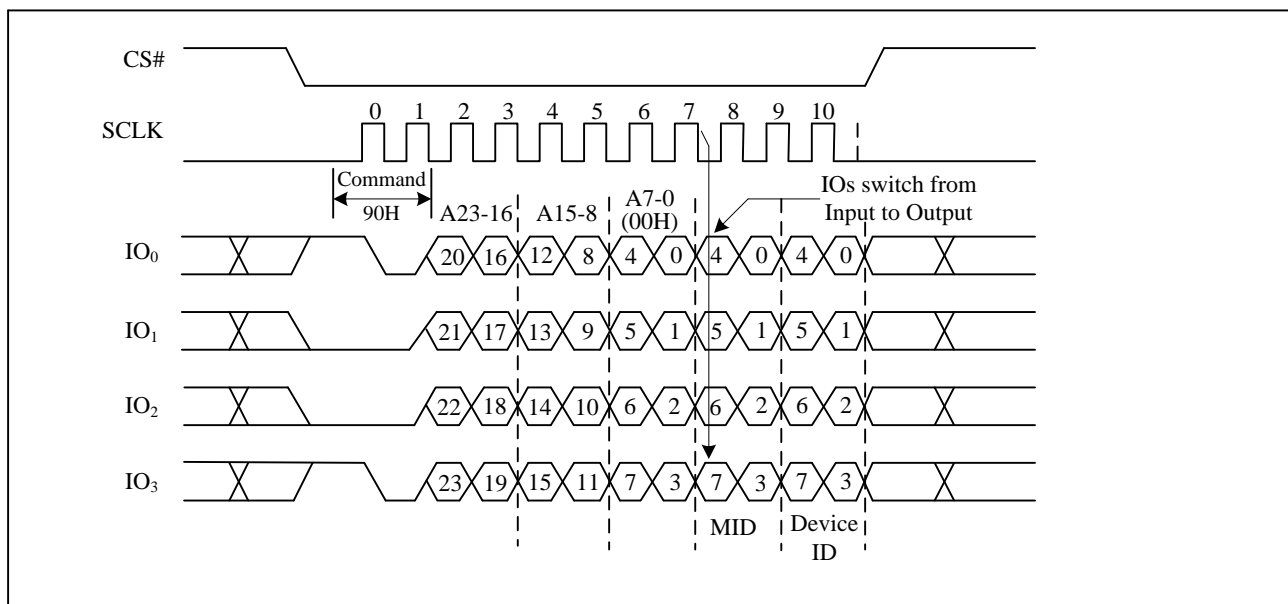 CS#
0 1 2 3 4 5 6 7 8 9 10
SCLK
Command
90H
A23-16
A15-8
A7-0
(00H)
IOs switch from
Input to Output
IO0 20 16 12 8 4 0 4 0 4 0
IO1 21 17 13 9 5 1 5 1 5 1
IO2 22 18 14 10 6 2 6 2 6 2
IO3 23 19 15 11 7 3 7 3 7 3
MID
Device
ID